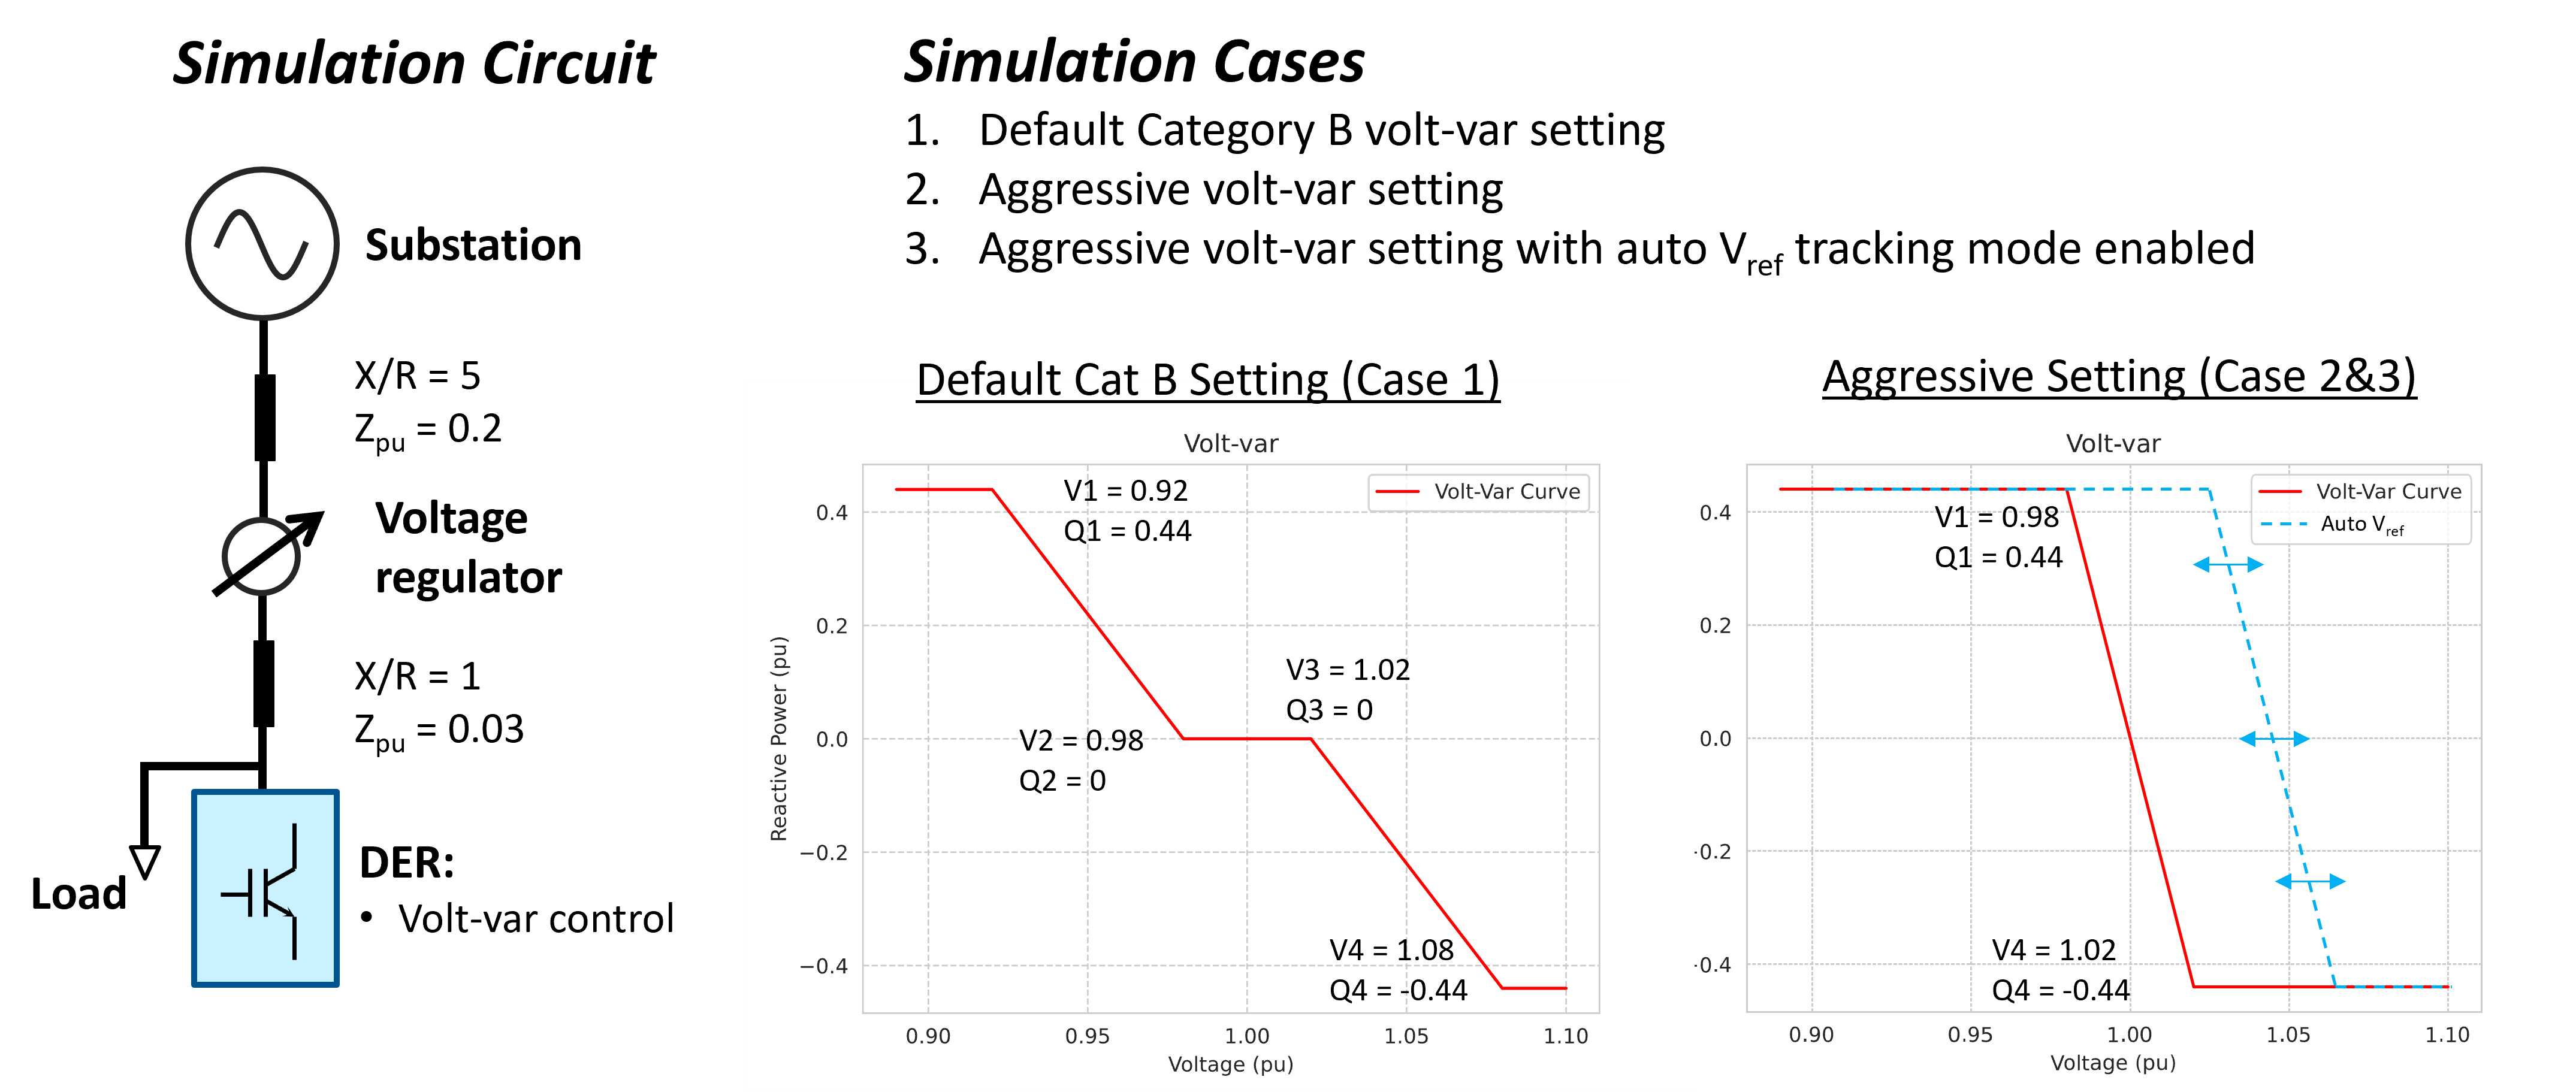 Simulation Circuit
Substation
X/R = 5
Zpu = 0.2
Voltage
regulator
X/R = 1
Zpu = 0.03
Load
DER:
• Volt-var control
Simulation Cases
1. Default Category B volt-var setting
2. Aggressive volt-var setting
3. Aggressive volt-var setting with auto Vref tracking mode enabled
Default Cat B Setting (Case 1)
Volt-var
Volt-Var Curve
V1 = 0.92
Q1 = 0.44
V3 = 1.02
Q3 = 0
V2 = 0.98
Q2 = 0
V4 = 1.08
Q4 = -0.44
Reactive Power (pu)
0.4
0.2
0.0
−0.2
−0.4
0.90 0.95 1.00 1.05 1.10
Voltage (pu)
Aggressive Setting (Case 2&3)
Volt-var
Volt-Var Curve
Auto Vref
V1 = 0.98
Q1 = 0.44
V4 = 1.02
Q4 = -0.44
0.4
0.2
0.0
·0.2
·0.4
0.90 0.95 1.00 1.05 1.10
Voltage (pu)